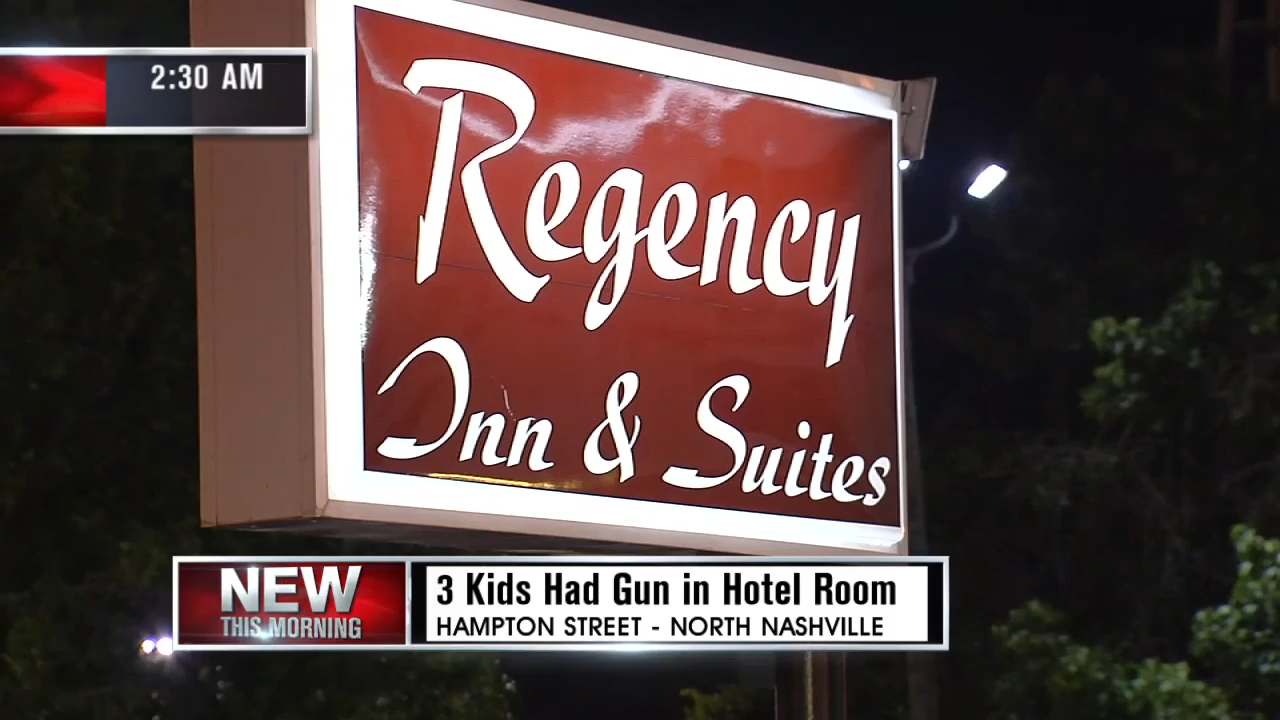 2:30 AM
Regency
Inn & Suites
NEW
THIS MORNING
3 Kids Had Gun in Hotel Room
HAMPTON STREET - NORTH NASHVILLE